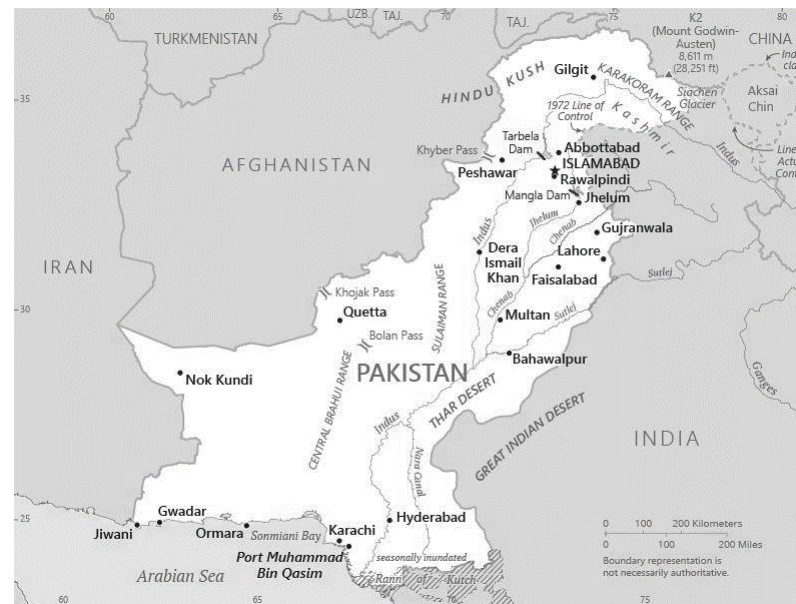 60
65
UZB.
TAJ.
70
TAJ.
75
K2
(Mount Godwin-
Austen)
8,611 m
(28,251 ft)
80
CHINA
TURKMENISTAN
Gilgit
HINDU KUSH
KARAKORAM RANGE
Siachen
Glacier
Aksai
Chin
35
1972 Line of
Control
Kashmir
Indus
Tarbela
Dam
Khyber Pass
Peshawar
Abbottabad
ISLAMABAD
Rawalpindi
AFGHANISTAN
Mangla Dam
Jhelum
Jhelum
Chenab
Gujranwala
Indus
Dera
Ismail
Khan
Lahore
Faisalabad
Sutlej
IRAN
30
Khojak Pass
Quetta
SULAIMAN RANGE
Chenab
Multan
Sutlej
Bolan Pass
Bahawalpur
Nok Kundi
PAKISTAN
CENTRAL BRAHUI RANGE
THAR DESERT
GREAT INDIAN DESERT
Ganges
INDIA
Indus
Nara Canal
25
Jiwani
Gwadar
Ormara
Sonmiani Bay
Karachi
Hyderabad
Port Muhammad
Bin Qasim
seasonally inundated
Rann of Kutch
Arabian Sea
0 100 200 Kilometers
0 100 200 Miles
Boundary representation is
not necessarily authoritative.
60
65
75